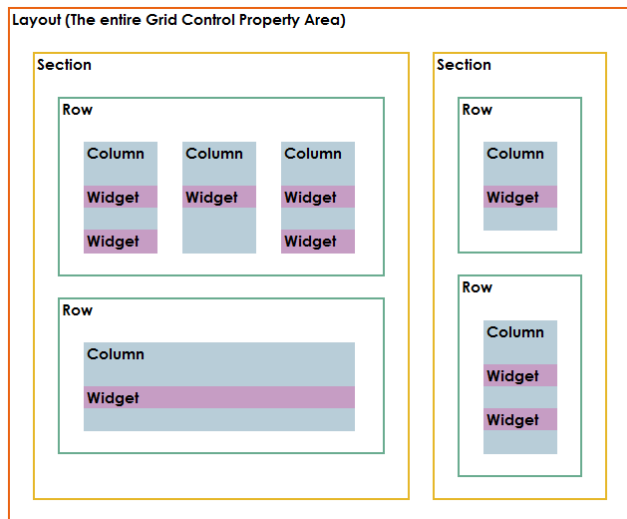 Layout (The entire Grid Control Property Area)
Section
Row
Column
Widget
Widget
Column
Widget
Column
Widget
Widget
Row
Column
Widget
Section
Row
Column
Widget
Row
Column
Widget
Widget